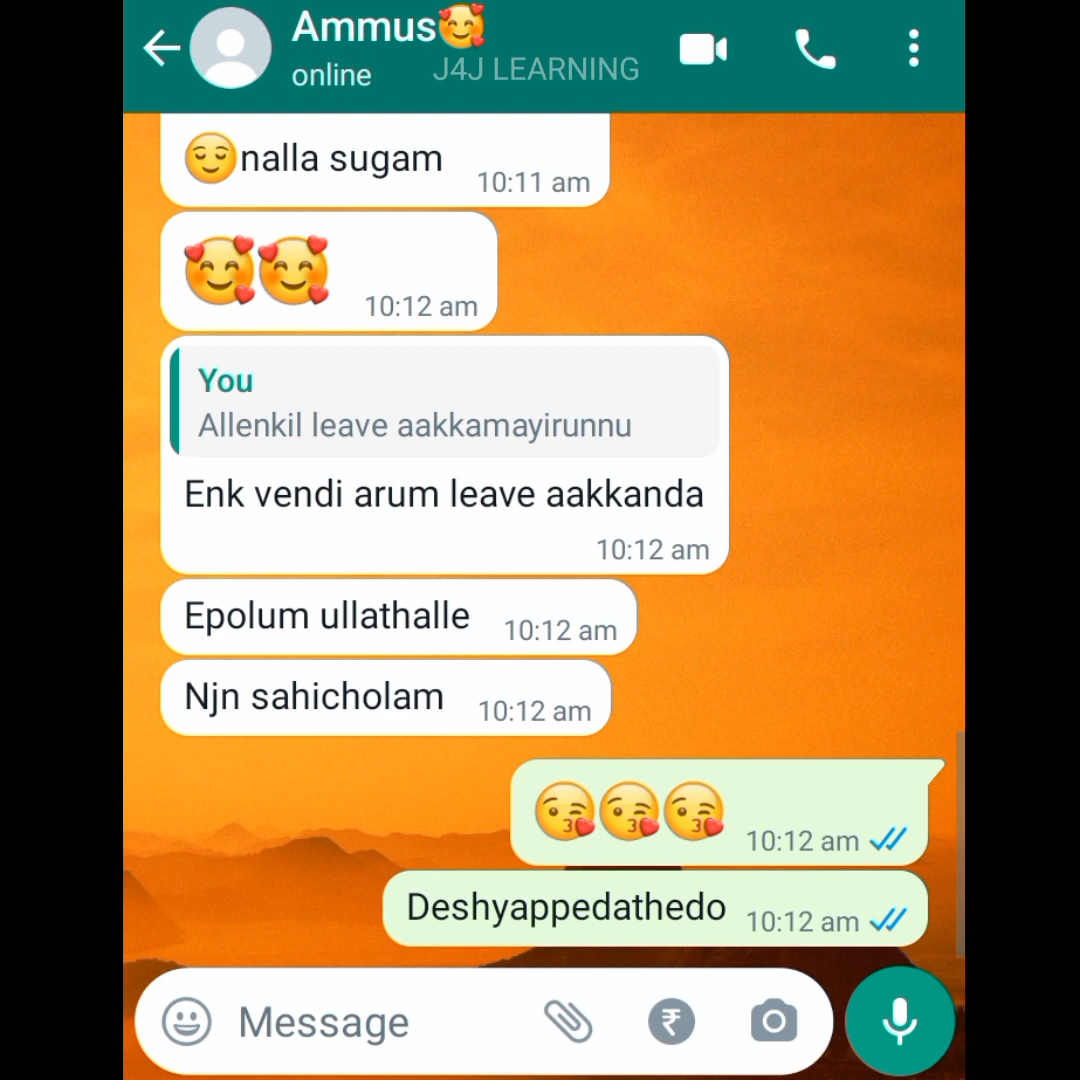 Ammus🥰
online
J4J LEARNING
😌nalla sugam
10:11 am
🥰🥰
10:12 am
You
Allenkil leave aakkamayirunnu
Enk vendi arum leave aakkanda
10:12 am
Epolum ullathalle
10:12 am
Njn sahicholam
10:12 am
😘😘😘
10:12 am
Deshyappedathedo
10:12 am
Message
₹